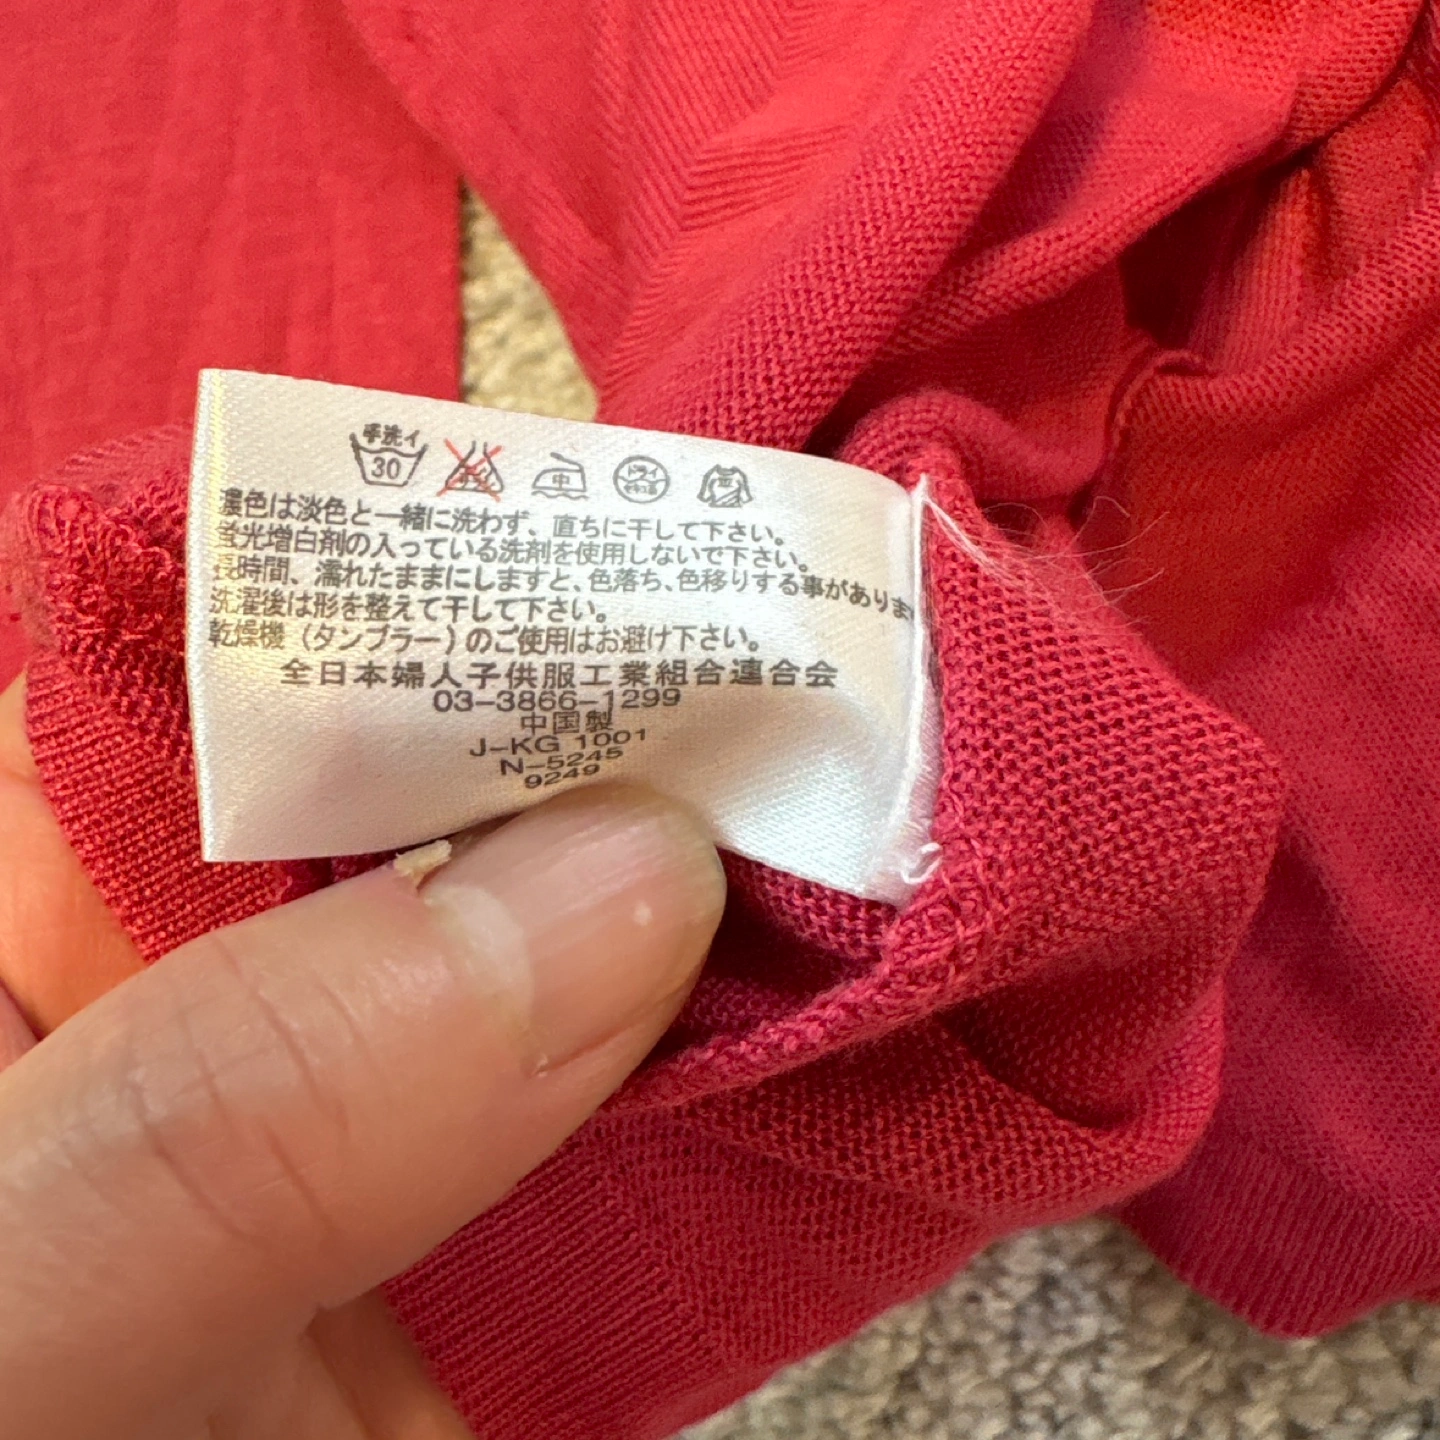 手洗イ
30
中
ドライ
濃色は淡色と一緒に洗わず、直ちに干して下さい。
蛍光増白剤の入っている洗剤を使用しないで下さい。
長時間、濡れたままにしますと、色落ち、色移りする事がありま
洗濯後は形を整えて干して下さい。
乾燥機（タンブラー）のご使用はお避け下さい。
全日本婦人子供服工業組合連合会
03-3866-1299
中国製
J-KG 1001
N-5245
9249